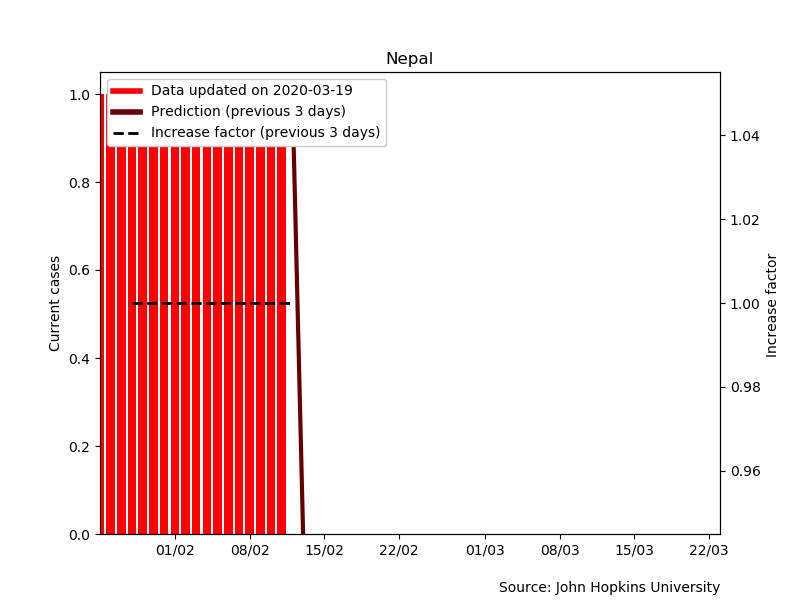 Nepal
Data updated on 2020-03-19
Prediction (previous 3 days)
Increase factor (previous 3 days)
1.0
0.8
0.6
0.4
0.2
0.0
Current cases
1.04
1.02
1.00
0.98
0.96
Increase factor
01/02 08/02 15/02 22/02 01/03 08/03 15/03 22/03
Source: John Hopkins University